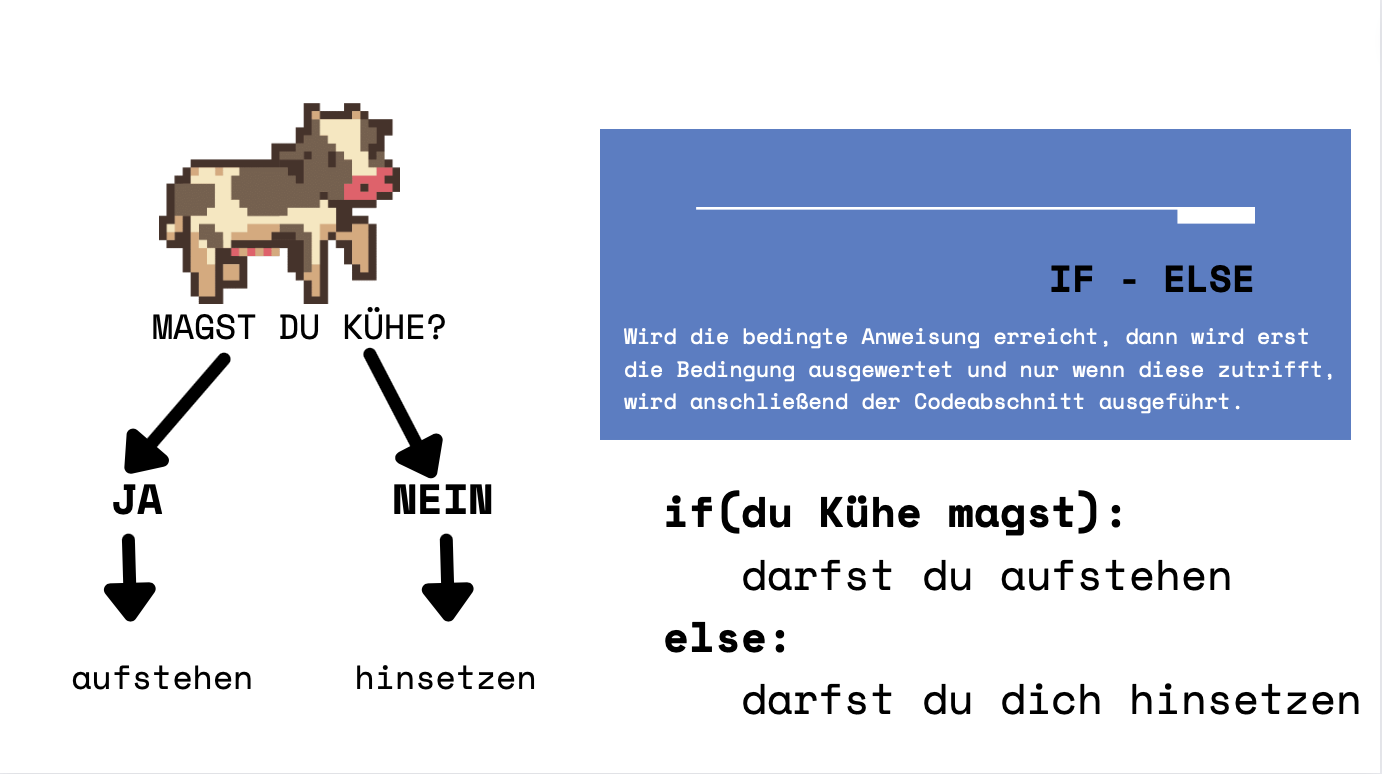 MAGST DU KÜHE?
JA
NEIN
aufstehen
hinsetzen
IF - ELSE
Wird die bedingte Anweisung erreicht, dann wird erst
die Bedingung ausgewertet und nur wenn diese zutrifft,
wird anschließend der Codeabschnitt ausgeführt.
if(du Kühe magst):
darfst du aufstehen
else:
darfst du dich hinsetzen